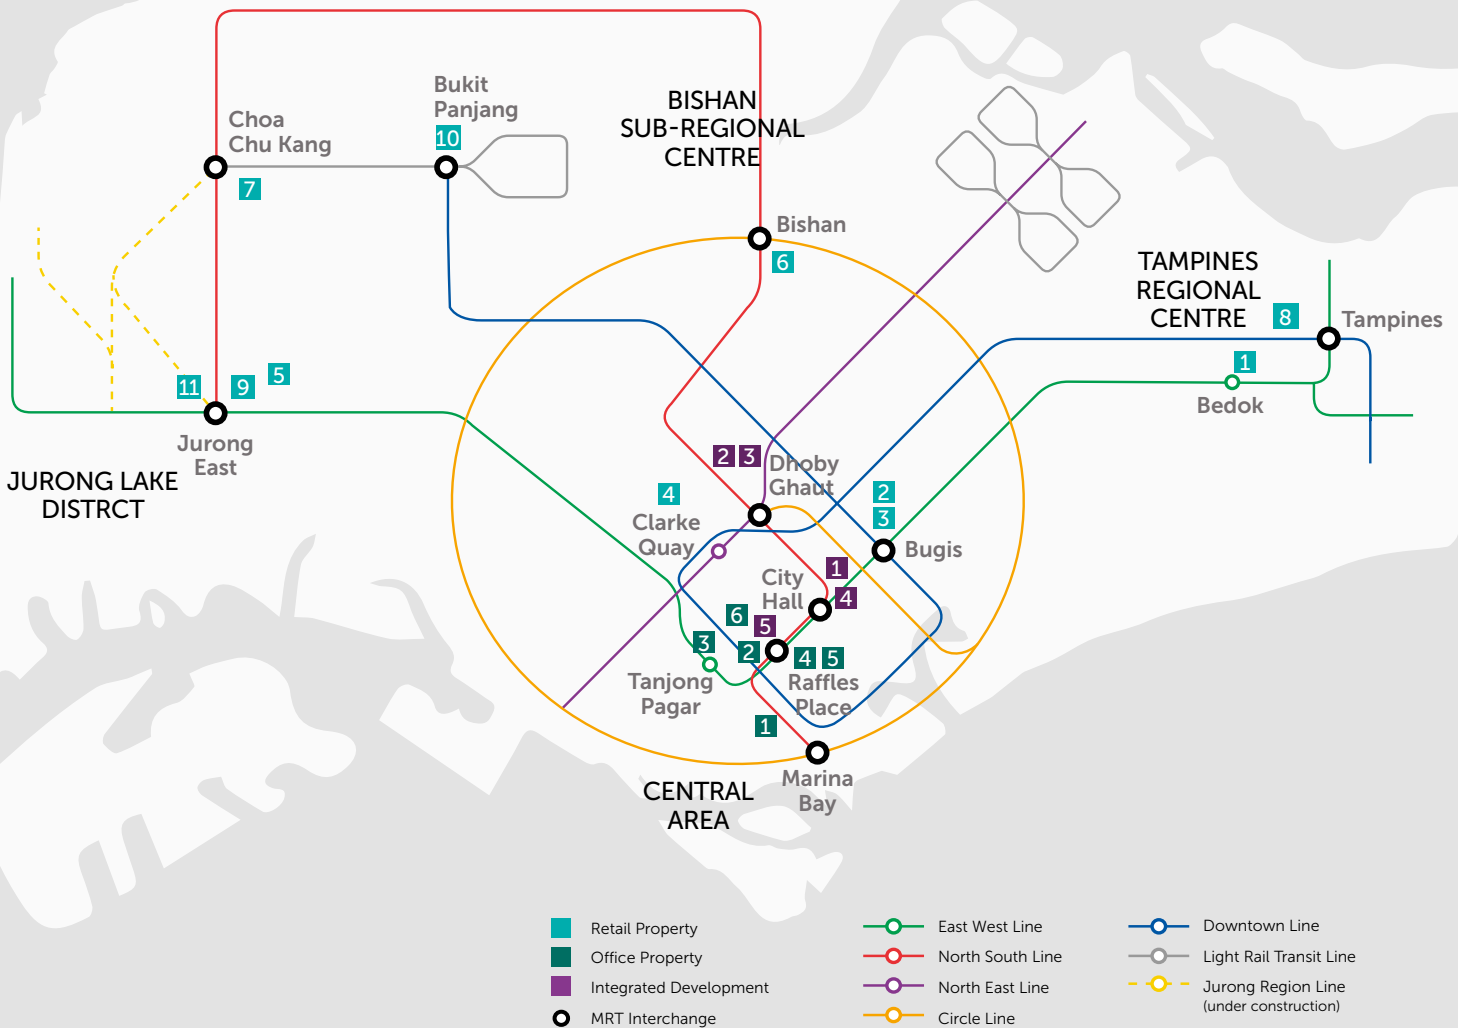 Choa
Chu Kang
7
Bukit
Panjang
10
BISHAN
SUB-REGIONAL
CENTRE
Bishan
6
TAMPINES
REGIONAL
CENTRE
8
Tampines
1
Bedok
11
9
5
Jurong
East
JURONG LAKE
DISTRCT
2 3
Dhoby
Ghaut
4
Clarke
Quay
2
3
Bugis
1
City
Hall
4
6
5
3
2
4 5
Tanjong
Pagar
Raffles
Place
1
Marina
Bay
CENTRAL
AREA
Retail Property
Office Property
Integrated Development
MRT Interchange
East West Line
North South Line
North East Line
Circle Line
Downtown Line
Light Rail Transit Line
Jurong Region Line
(under construction)